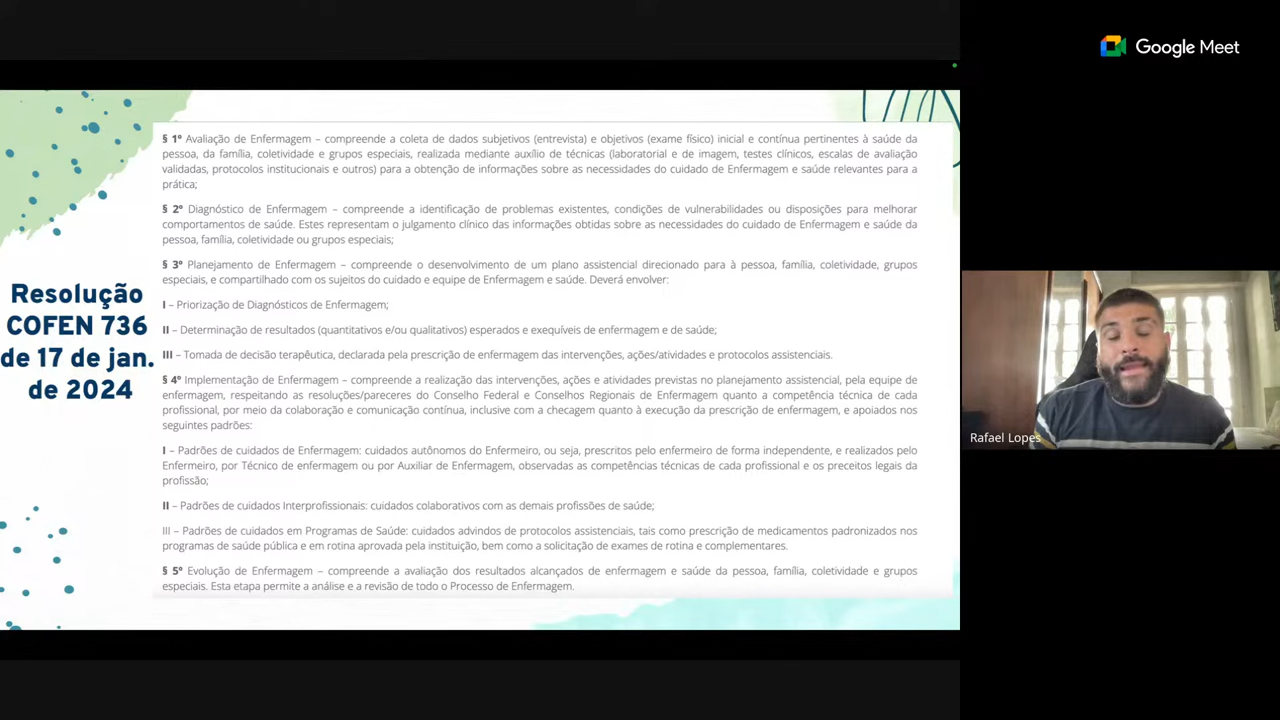 Google Meet
§ 1º Avaliação de Enfermagem – compreende a coleta de dados subjetivos (entrevista) e objetivos (exame físico) inicial e contínua pertinentes à saúde da
pessoa, da família, coletividade e grupos especiais, realizada mediante auxílio de técnicas (laboratorial e de imagem, testes clínicos, escalas de avaliação
validadas, protocolos institucionais e outros) para a obtenção de informações sobre as necessidades do cuidado de Enfermagem e saúde relevantes para a
prática;
§ 2º Diagnóstico de Enfermagem – compreende a identificação de problemas existentes, condições de vulnerabilidades ou disposições para melhorar
comportamentos de saúde. Estes representam o julgamento clínico das informações obtidas sobre as necessidades do cuidado de Enfermagem e saúde da
pessoa, família, coletividade ou grupos especiais;
§ 3º Planejamento de Enfermagem – compreende o desenvolvimento de um plano assistencial direcionado para à pessoa, família, coletividade, grupos
especiais, e compartilhado com os sujeitos do cuidado e equipe de Enfermagem e saúde. Deverá envolver:
I – Priorização de Diagnósticos de Enfermagem;
II – Determinação de resultados (quantitativos e/ou qualitativos) esperados e exequíveis de enfermagem e de saúde;
III – Tomada de decisão terapêutica, declarada pela prescrição de enfermagem das intervenções, ações/atividades e protocolos assistenciais.
§ 4º Implementação de Enfermagem – compreende a realização das intervenções, ações e atividades previstas no planejamento assistencial, pela equipe de
enfermagem, respeitando as resoluções/pareceres do Conselho Federal e Conselhos Regionais de Enfermagem quanto a competência técnica de cada
profissional, por meio da colaboração e comunicação contínua, inclusive com a checagem quanto à execução da prescrição de enfermagem, e apoiados nos
seguintes padrões:
I – Padrões de cuidados de Enfermagem: cuidados autônomos do Enfermeiro, ou seja, prescritos pelo enfermeiro de forma independente, e realizados pelo
Enfermeiro, por Técnico de enfermagem ou por Auxiliar de Enfermagem, observadas as competências técnicas de cada profissional e os preceitos legais da
profissão;
II – Padrões de cuidados Interprofissionais: cuidados colaborativos com as demais profissões de saúde;
III – Padrões de cuidados em Programas de Saúde: cuidados advindos de protocolos assistenciais, tais como prescrição de medicamentos padronizados nos
programas de saúde pública e em rotina aprovada pela instituição, bem como a solicitação de exames de rotina e complementares.
§ 5º Evolução de Enfermagem – compreende a avaliação dos resultados alcançados de enfermagem e saúde da pessoa, família, coletividade e grupos
especiais. Esta etapa permite a análise e a revisão de todo o Processo de Enfermagem.
Resolução
COFEN 736
de 17 de jan.
de 2024
Rafael Lopes